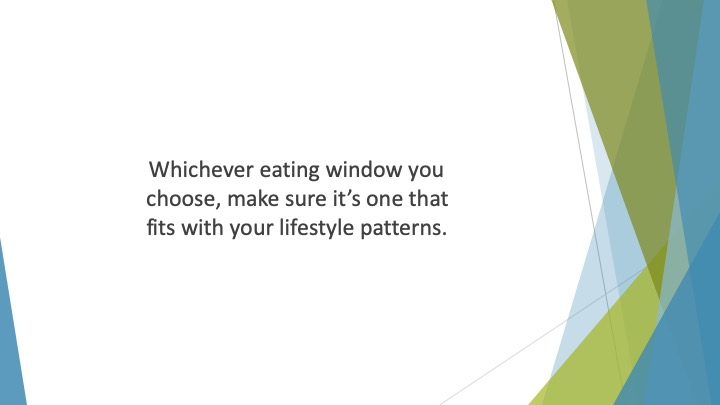 Whichever eating window you
choose, make sure it’s one that
fits with your lifestyle patterns.